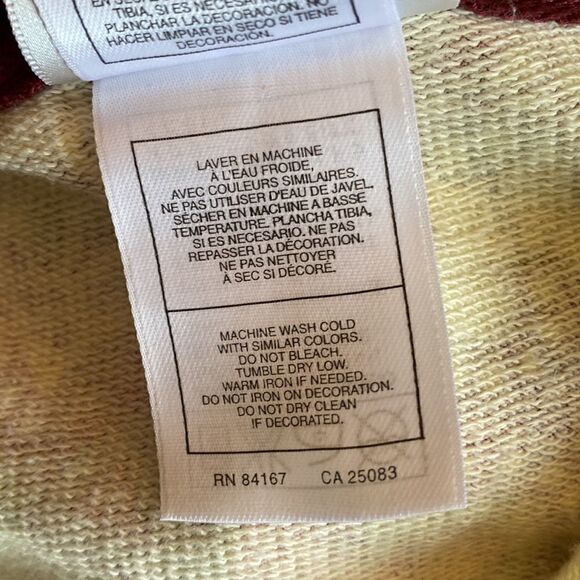 TIBIA, SI ES NECESARIO. NO
PLANCHAR LA DECORACION. NO
HACER LIMPIAR EN SECO SI TIENE
DECORACION.
LAVER EN MACHINE
À L'EAU FROIDE,
AVEC COULEURS SIMILAIRES.
NE PAS UTILISER D'EAU DE JAVEL.
SÉCHER EN MACHINE A BASSE
TEMPERATURE, PLANCHA TIBIA,
SI ES NECESARIO. NE PAS
REPASSER LA DÉCORATION.
NE PAS NETTOYER
À SEC SI DÉCORÉ.
MACHINE WASH COLD
WITH SIMILAR COLORS.
DO NOT BLEACH.
TUMBLE DRY LOW.
WARM IRON IF NEEDED.
DO NOT IRON ON DECORATION.
DO NOT DRY CLEAN
IF DECORATED.
RN 84167 CA 25083